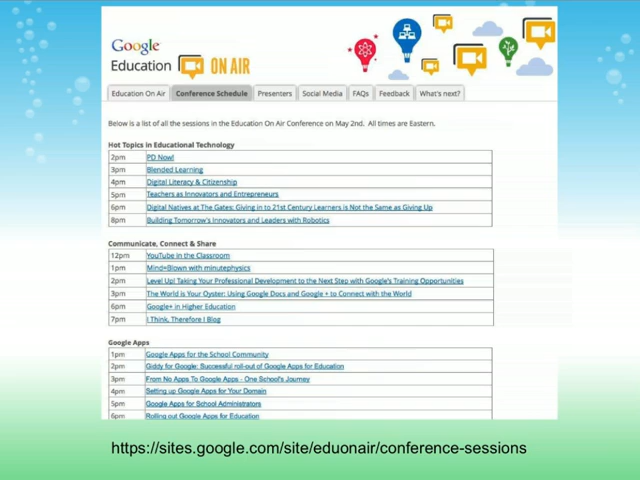 Google
Education ON AIR
Education On Air Conference Schedule Presenters Social Media FAQs Feedback What's next?
Below is a list of all the sessions in the Education On Air Conference on May 2nd. All times are Eastern.
Hot Topics in Educational Technology
2pm PD Now!
3pm Blended Learning
4pm Digital Literacy & Citizenship
5pm Teachers as Innovators and Entrepreneurs
6pm Digital Natives at The Gates: Giving in to 21st Century Learners is Not the Same as Giving Up
8pm Building Tomorrow's Innovators and Leaders with Robotics
Communicate, Connect & Share
12pm YouTube in the Classroom
1pm Mind=Blown with minutephysics
2pm Level Up! Taking Your Professional Development to the Next Step with Google's Training Opportunities
3pm The World is Your Oyster: Using Google Docs and Google + to Connect with the World
6pm Google+ in Higher Education
7pm I Think, Therefore I Blog
Google Apps
1pm Google Apps for the School Community
2pm Giddy for Google: Successful roll-out of Google Apps for Education
3pm From No Apps To Google Apps - One School's Journey
4pm Setting up Google Apps for Your Domain
5pm Google Apps for School Administrators
6pm Rolling out Google Apps for Education
https://sites.google.com/site/eduonair/conference-sessions